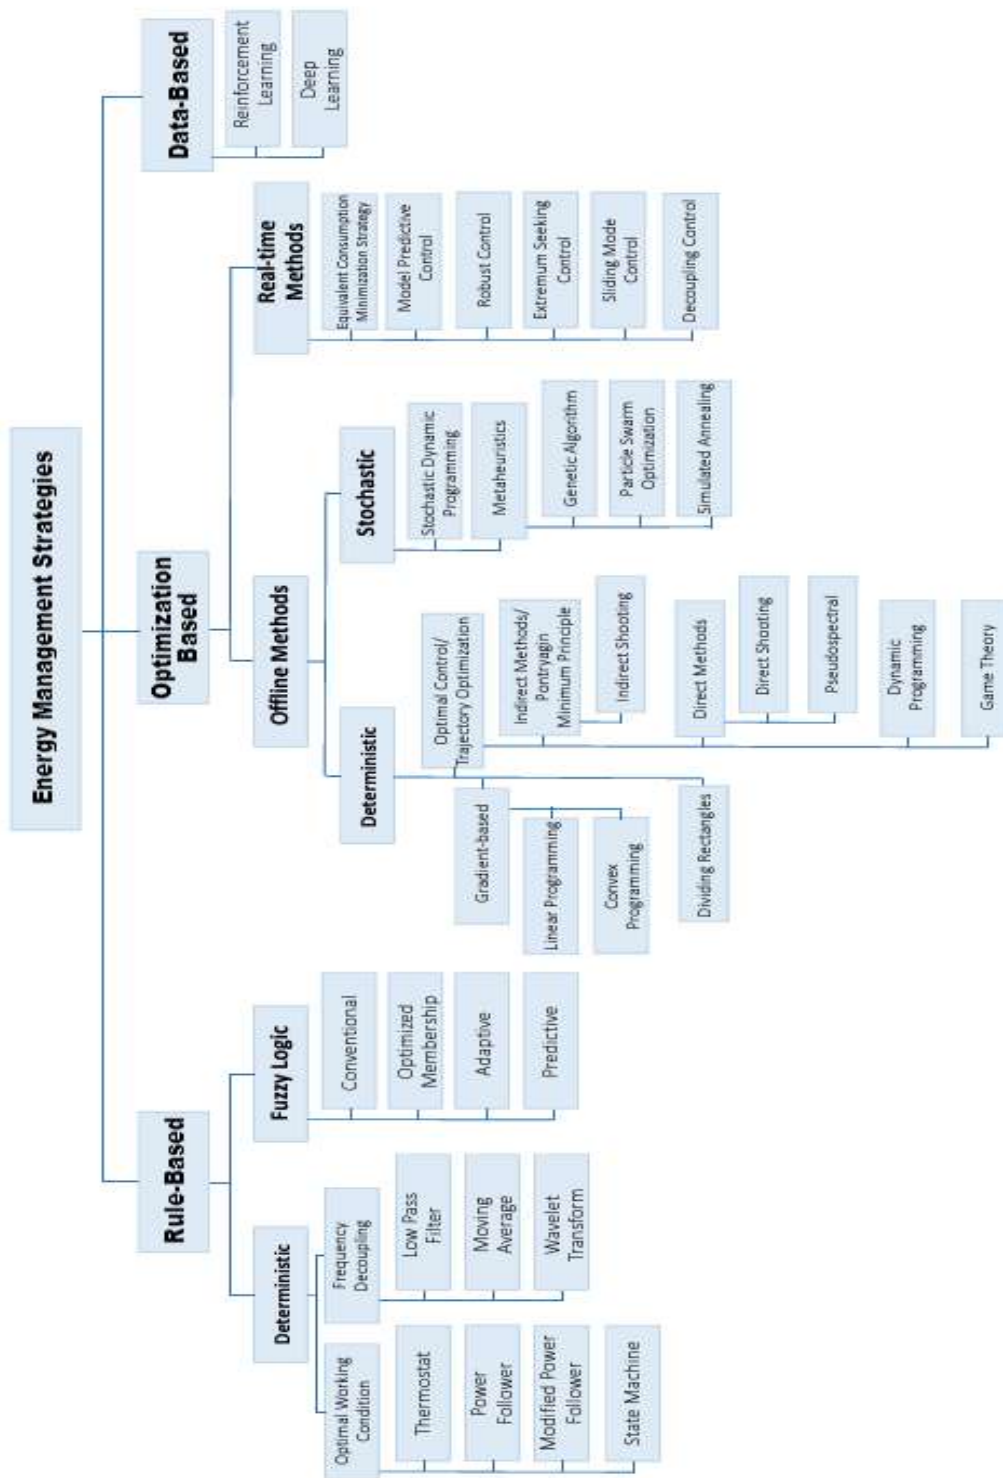 Energy Management Strategies
Rule-Based
Optimization
Based
Data-Based
Deterministic
Fuzzy Logic
Offline Methods
Real-time
Methods
Reinforcement
Learning
Deep
Learning
Optimal Working
Condition
Thermostat
Power
Follower
Modified Power
Follower
State Machine
Frequency
Decoupling
Low Pass
Filter
Moving
Average
Wavelet
Transform
Conventional
Optimized
Membership
Adaptive
Predictive
Deterministic
Stochastic
Gradient-based
Linear Programming
Convex
Programming
Dividing Rectangles
Optimal Control/
Trajectory Optimization
Indirect Methods/
Pontryagin
Minimum Principle
Indirect Shooting
Direct Methods
Direct Shooting
Pseudospectral
Dynamic
Programming
Game Theory
Stochastic Dynamic
Programming
Metaheuristics
Genetic Algorithm
Particle Swarm
Optimization
Simulated Annealing
Equivalent Consumption
Minimization Strategy
Model Predictive
Control
Robust Control
Extremum Seeking
Control
Sliding Mode
Control
Decoupling Control